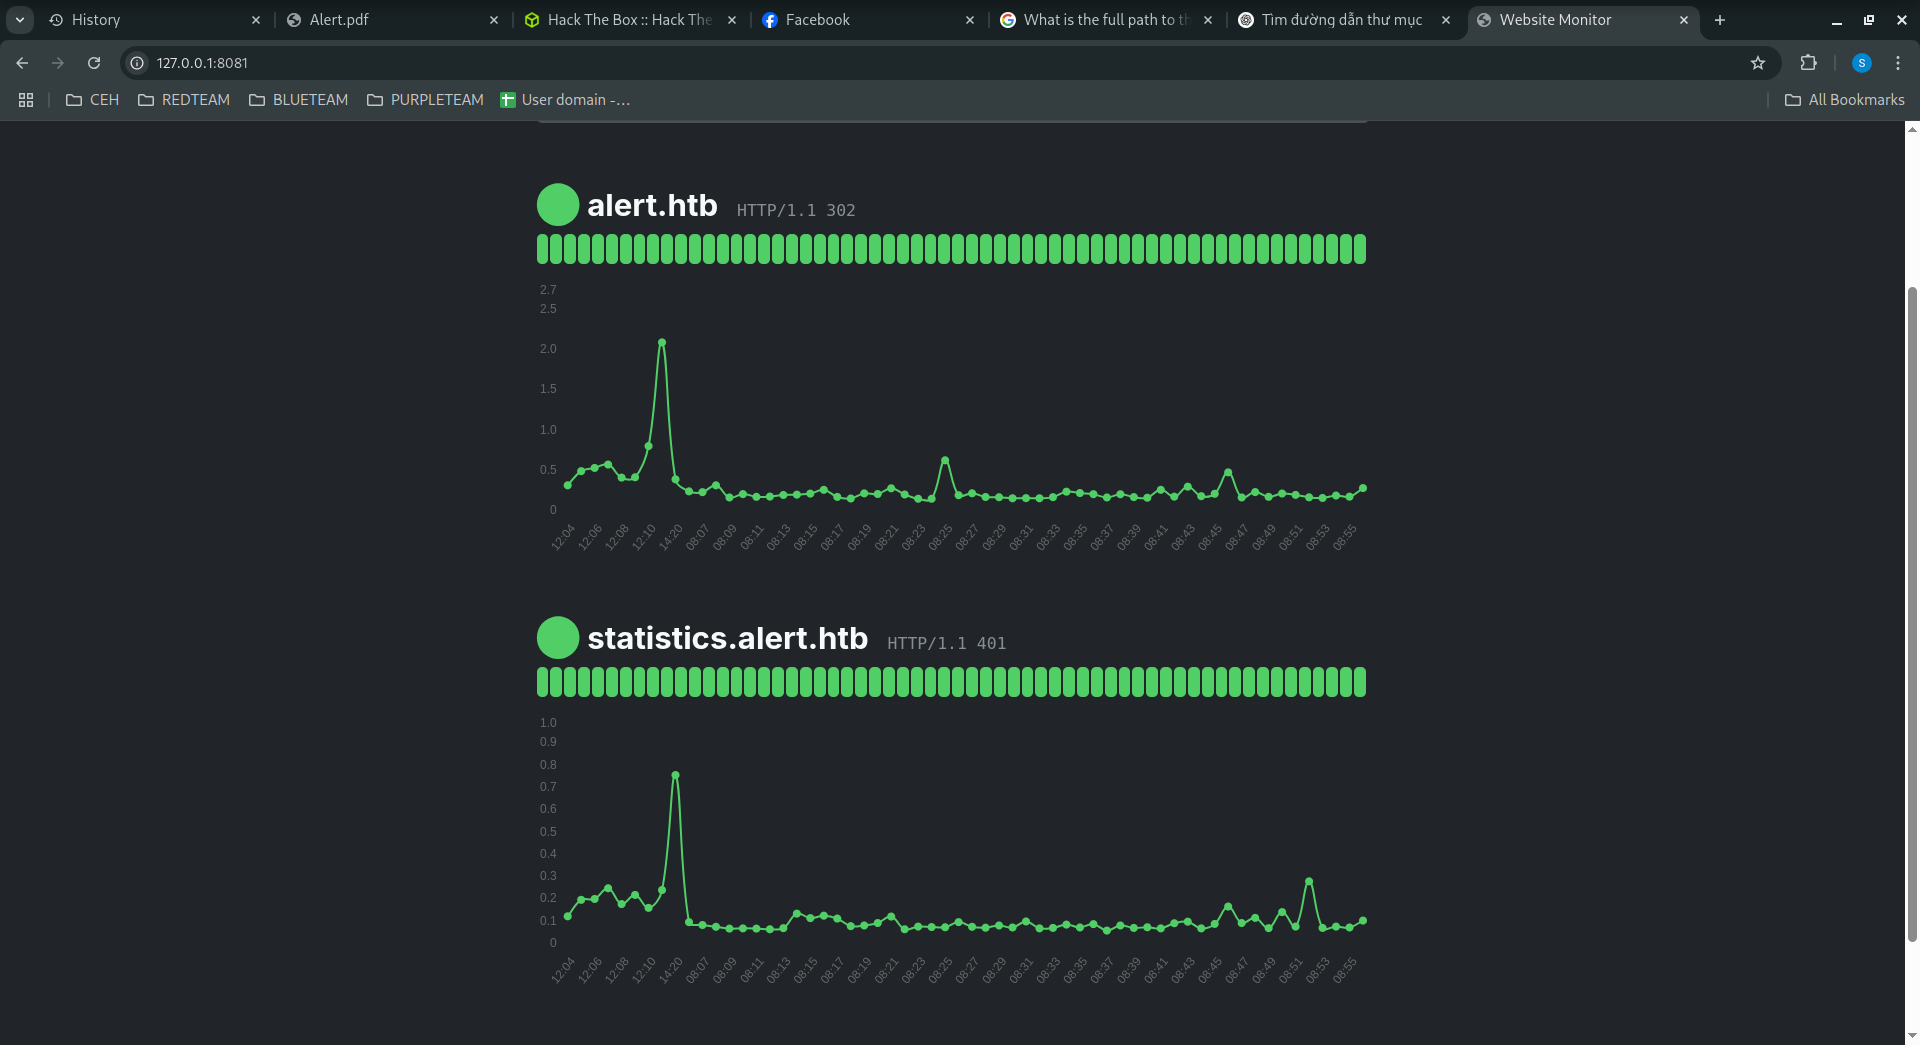 History
Alert.pdf
Hack The Box :: Hack The
Facebook
What is the full path to th
Tìm đường dẫn thư mục
Website Monitor
127.0.0.1:8081
S
CEH
REDTEAM
BLUETEAM
PURPLETEAM
User domain -...
All Bookmarks
alert.htb HTTP/1.1 302
2.7
2.5
2.0
1.5
1.0
0.5
0
12:04 12:06 12:08 12:10 14:20 08:07 08:09 08:11 08:13 08:15 08:17 08:19 08:21 08:23 08:25 08:27 08:29 08:31 08:33 08:35 08:37 08:39 08:41 08:43 08:45 08:47 08:49 08:51 08:53 08:55
statistics.alert.htb HTTP/1.1 401
1.0
0.9
0.8
0.7
0.6
0.5
0.4
0.3
0.2
0.1
0
12:04 12:06 12:08 12:10 14:20 08:07 08:09 08:11 08:13 08:15 08:17 08:19 08:21 08:23 08:25 08:27 08:29 08:31 08:33 08:35 08:37 08:39 08:41 08:43 08:45 08:47 08:49 08:51 08:53 08:55